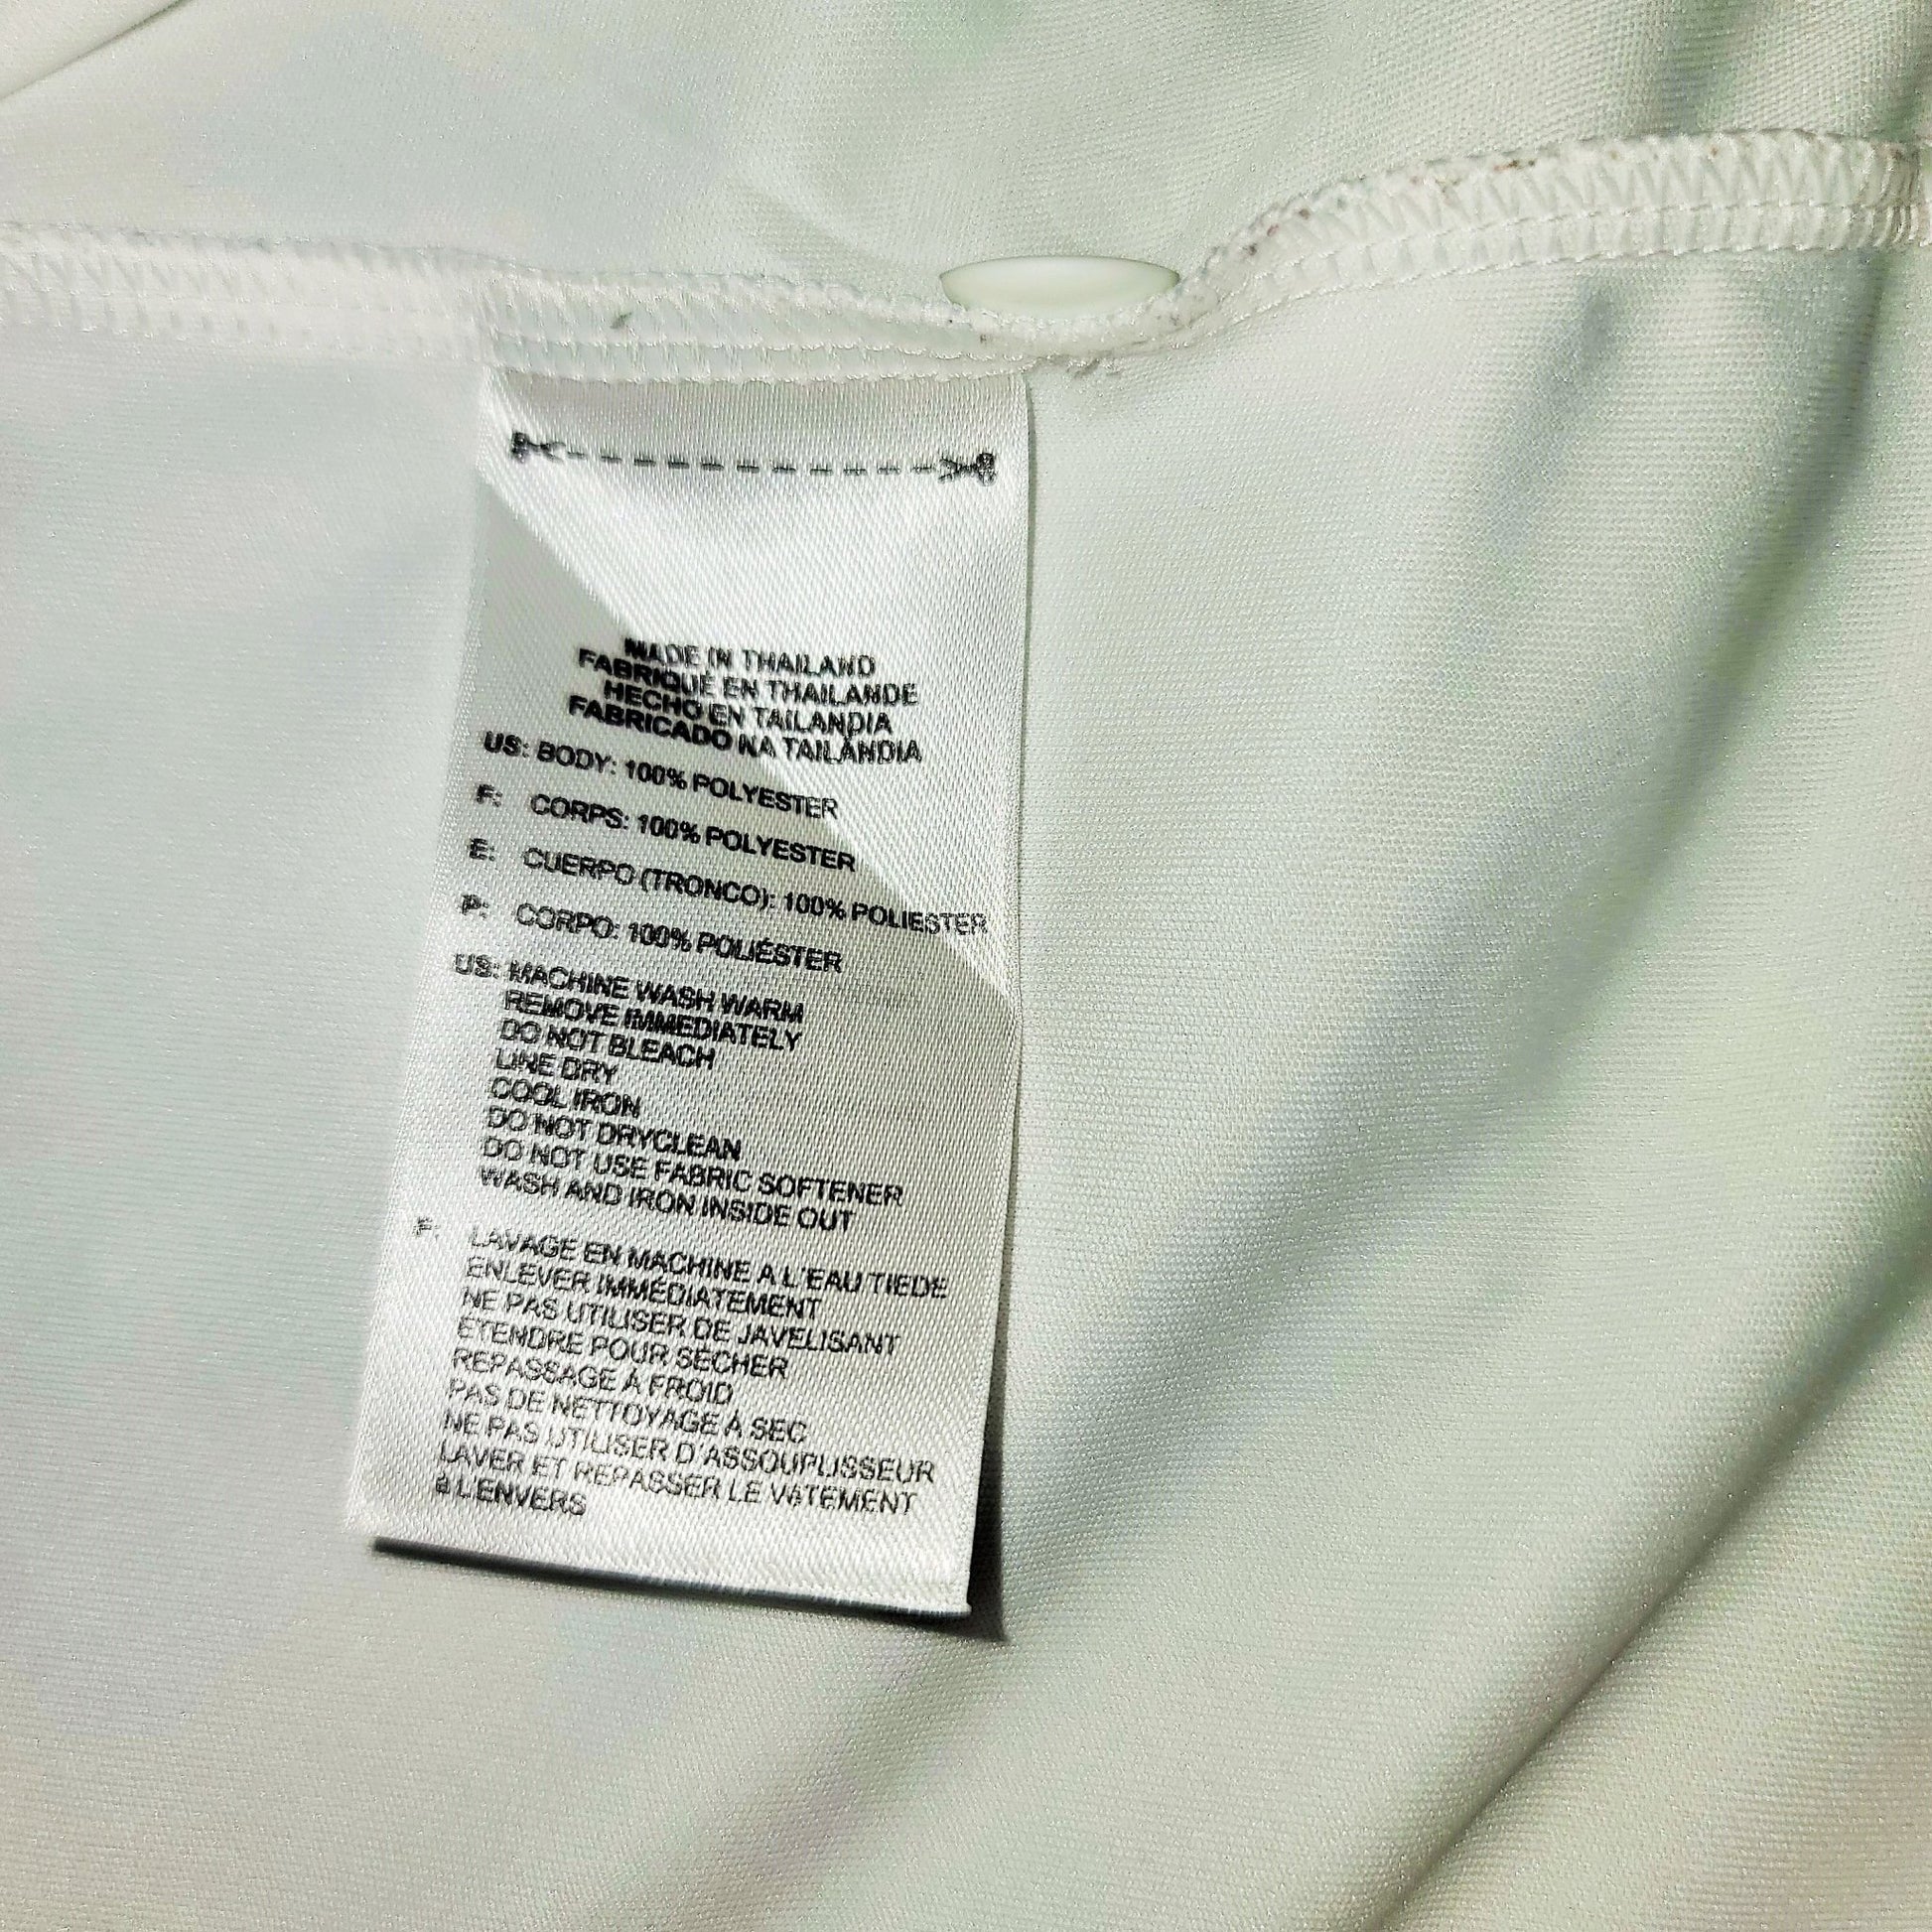 MADE IN THAILAND
FABRIQUÉ EN THAILANDE
HECHO EN TAILANDIA
FABRICADO NA TAILÂNDIA
US: BODY: 100% POLYESTER
F: CORPS: 100% POLYESTER
E: CUERPO (TRONCO): 100% POLIESTER
P: CORPO: 100% POLIÉSTER
US: MACHINE WASH WARM
REMOVE IMMEDIATELY
DO NOT BLEACH
LINE DRY
COOL IRON
DO NOT DRYCLEAN
DO NOT USE FABRIC SOFTENER
WASH AND IRON INSIDE OUT
F: LAVAGE EN MACHINE A L'EAU TIEDE
ENLEVER IMMÉDIATEMENT
NE PAS UTILISER DE JAVELISANT
ETENDRE POUR SECHER
REPASSAGE À FROID
PAS DE NETTOYAGE À SEC
NE PAS UTILISER D'ASSOUPLISSEUR
LAVER ET REPASSER LE VêTEMENT
à L'ENVERS